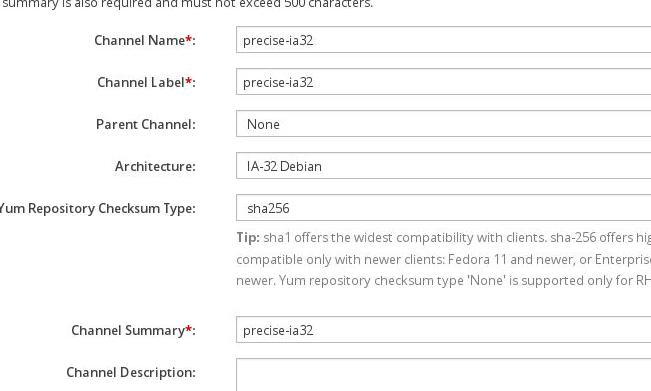 summary is also required and must not exceed 500 characters.
Channel Name*: precise-ia32
Channel Label*: precise-ia32
Parent Channel: None
Architecture: IA-32 Debian
Yum Repository Checksum Type: sha256
Tip: sha1 offers the widest compatibility with clients. sha-256 offers hig
compatible only with newer clients: Fedora 11 and newer, or Enterprise
newer. Yum repository checksum type 'None' is supported only for RH
Channel Summary*: precise-ia32
Channel Description: